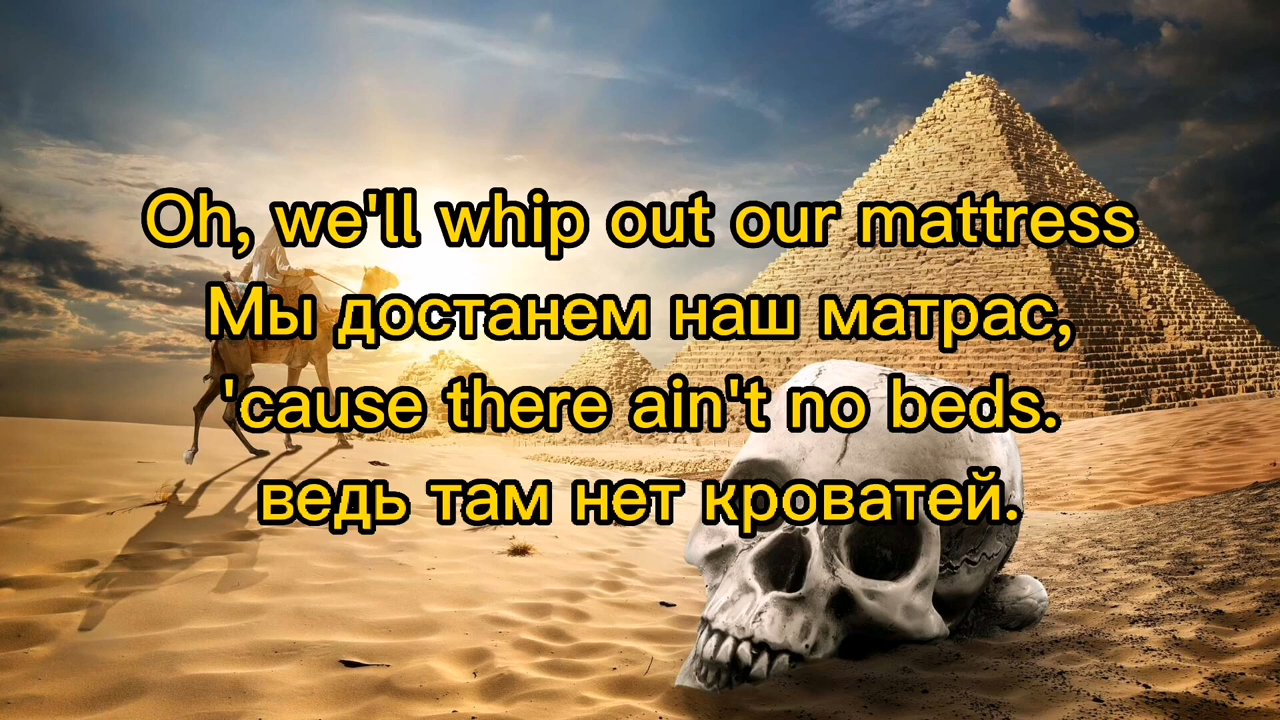 Oh, we'll whip out our mattress
Мы достанем наш матрас,
'cause there ain't no beds.
ведь там нет кроватей.